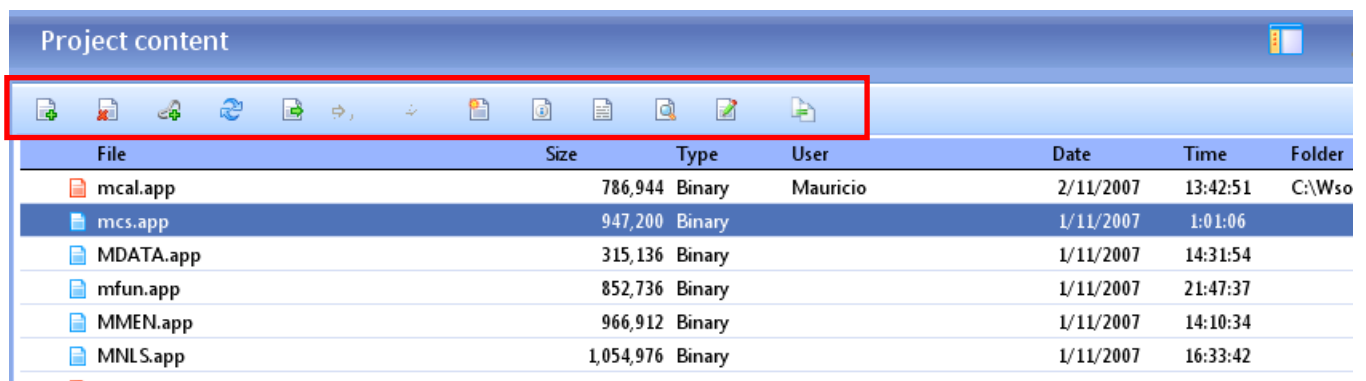 Project content
File Size Type User Date Time Folder
mcal.app 786,944 Binary Mauricio 2/11/2007 13:42:51 C:\Wso
mcs.app 947,200 Binary 1/11/2007 1:01:06
MDATA.app 315,136 Binary 1/11/2007 14:31:54
mfun.app 852,736 Binary 1/11/2007 21:47:37
MMEN.app 966,912 Binary 1/11/2007 14:10:34
MNLS.app 1,054,976 Binary 1/11/2007 16:33:42